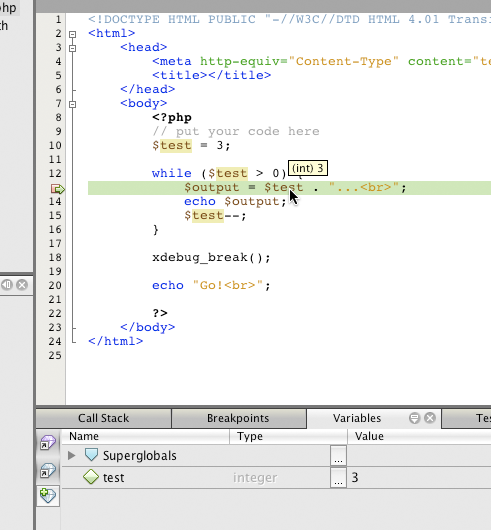 hp
th
1 <!DOCTYPE HTML PUBLIC "-//W3C//DTD HTML 4.01 Transi
2 <html>
3 <head>
4 <meta http-equiv="Content-Type" content="te
5 <title></title>
6 </head>
7 <body>
8 <?php
9 // put your code here
10 $test = 3;
11
12 while ($test > 0) {
(int) 3
$output = $test . "...<br>";
14 echo $output;
15 $test--;
16 }
17
18 xdebug_break();
19
20 echo "Go!<br>";
21
22 ?>
23 </body>
24 </html>
25
Call Stack Breakpoints Variables Tes
Name Type Value
Superglobals ...
test integer ... 3